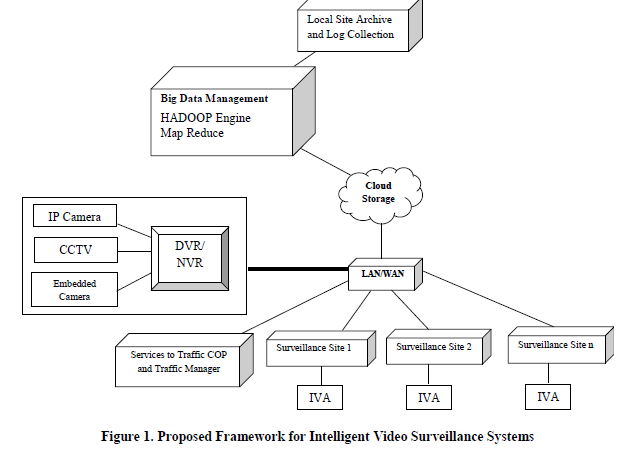 Local Site Archive
and Log Collection
Big Data Management
HADOOP Engine
Map Reduce
Cloud
Storage
IP Camera
CCTV
Embedded
Camera
DVR/
NVR
LAN/WAN
Services to Traffic COP
and Traffic Manager
Surveillance Site 1
Surveillance Site 2
Surveillance Site n
IVA
IVA
IVA
Figure 1. Proposed Framework for Intelligent Video Surveillance Systems